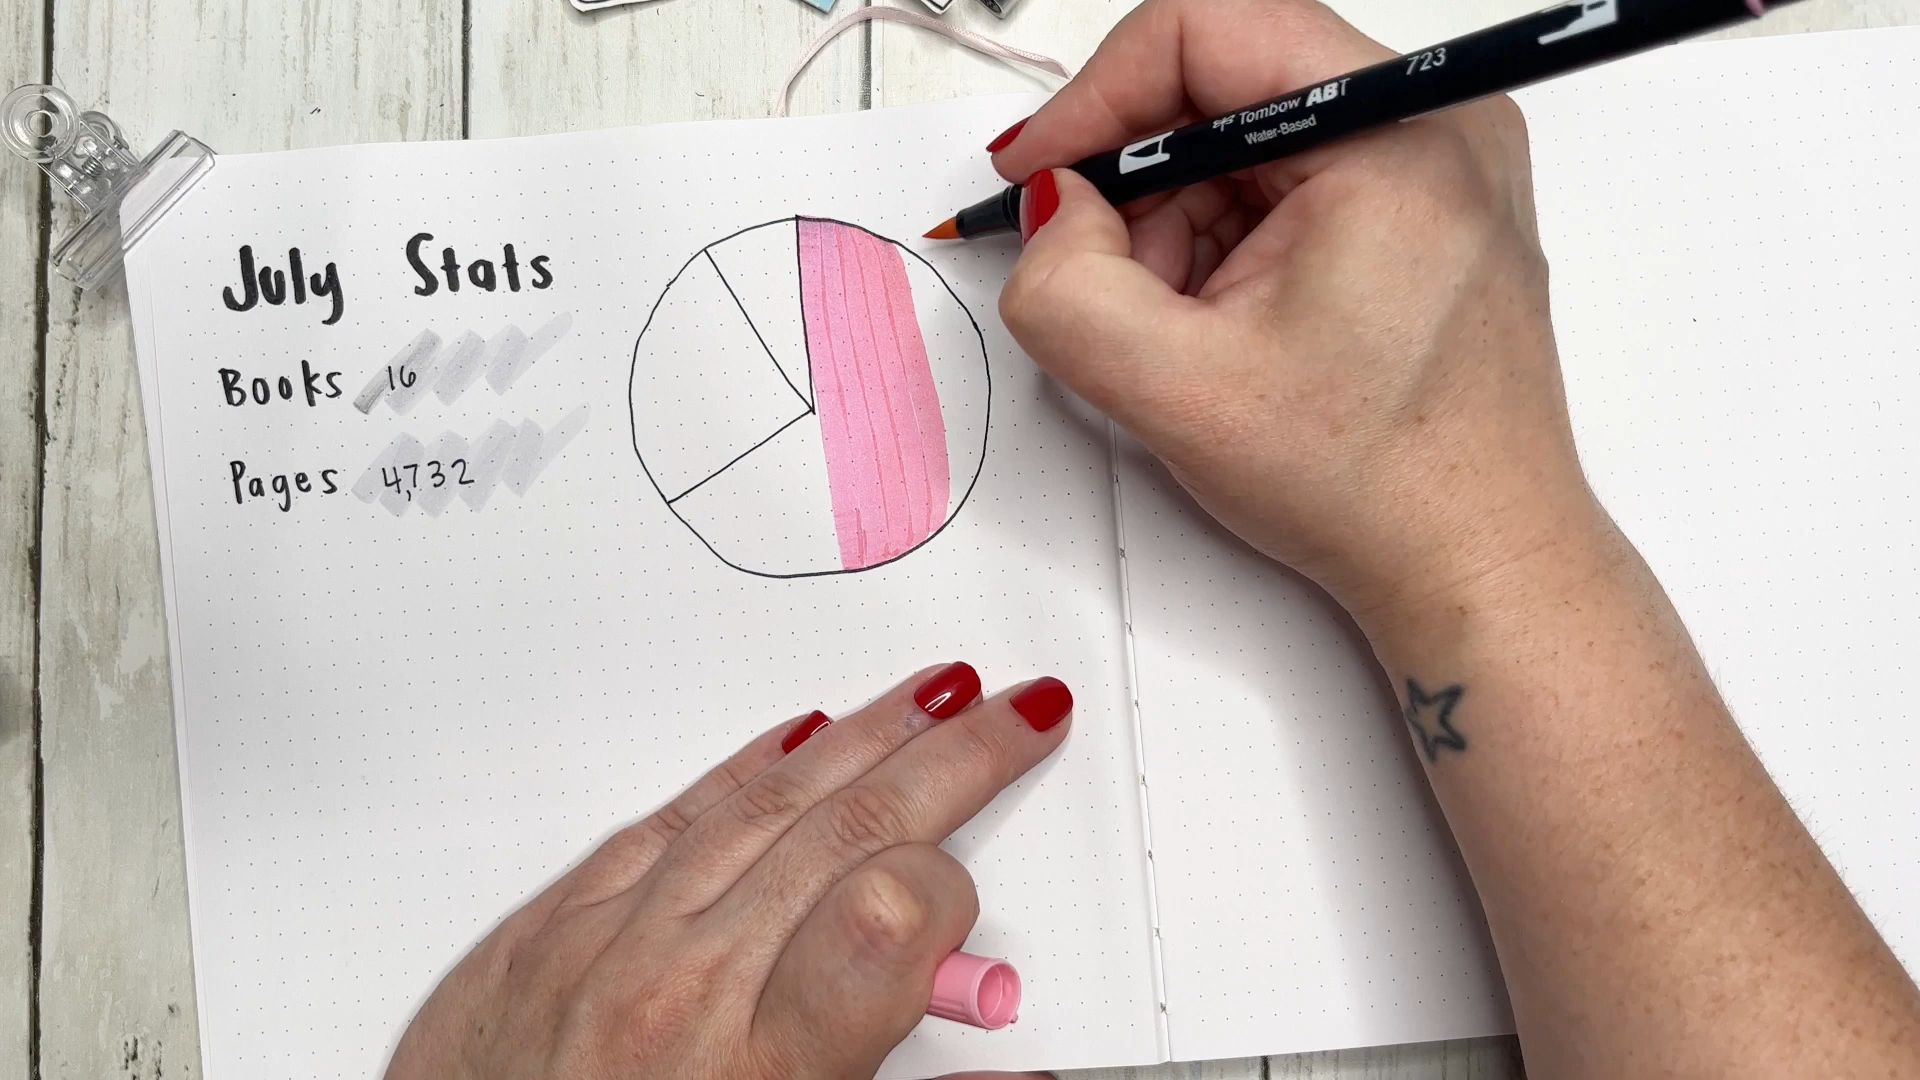 July Stats
Books 16
Pages 4,732
Tombow ABT 723
Water-Based